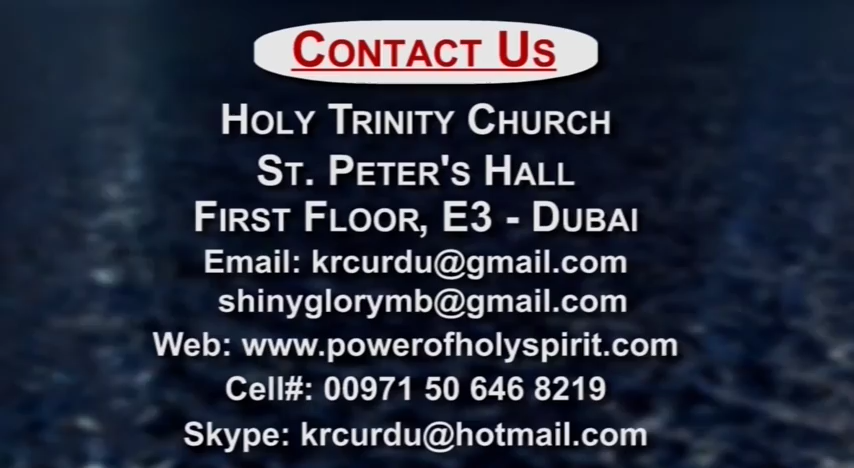 Contact Us
Holy Trinity Church
St. Peter's Hall
First Floor, E3 - Dubai
Email: krcurdu@gmail.com
shinyglorymb@gmail.com
Web: www.powerofholyspirit.com
Cell#: 00971 50 646 8219
Skype: krcurdu@hotmail.com